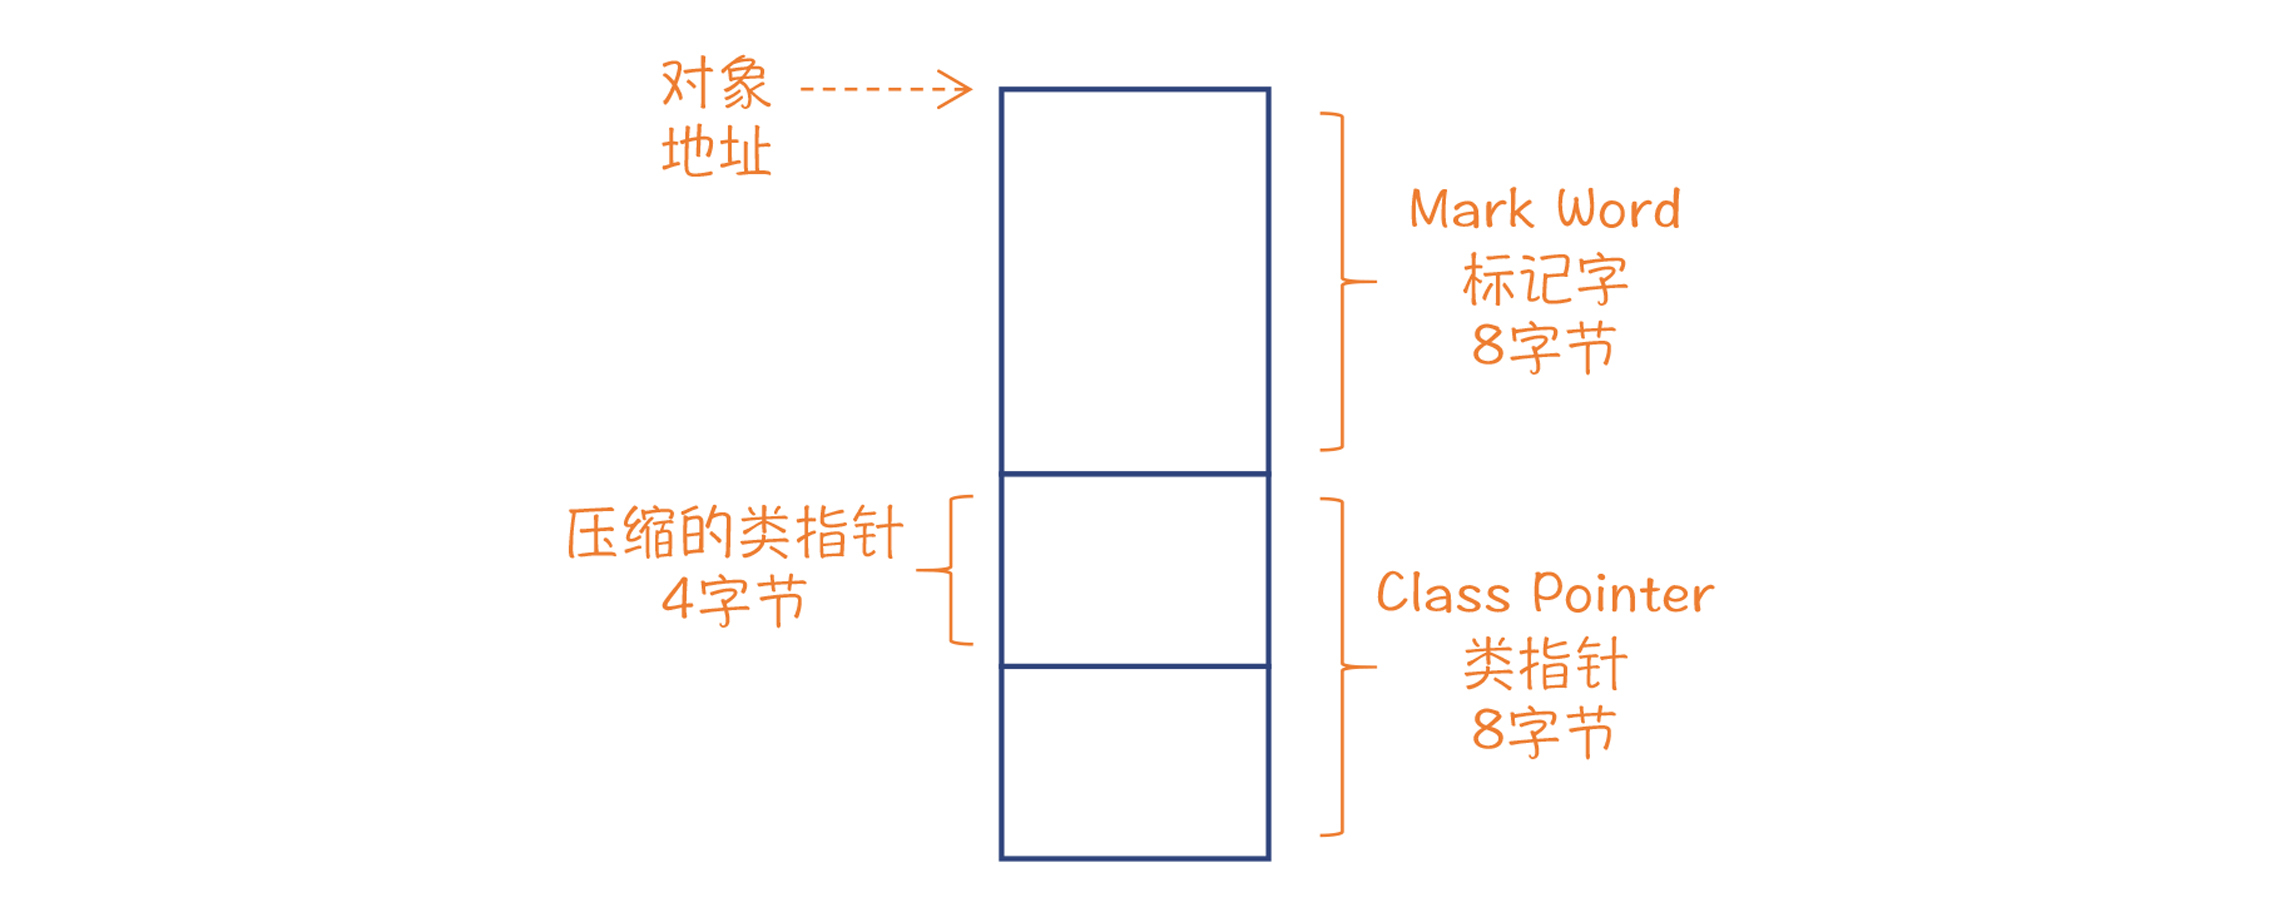 对象
地址
Mark Word
标记字
8字节
压缩的类指针
4字节
Class Pointer
类指针
8字节